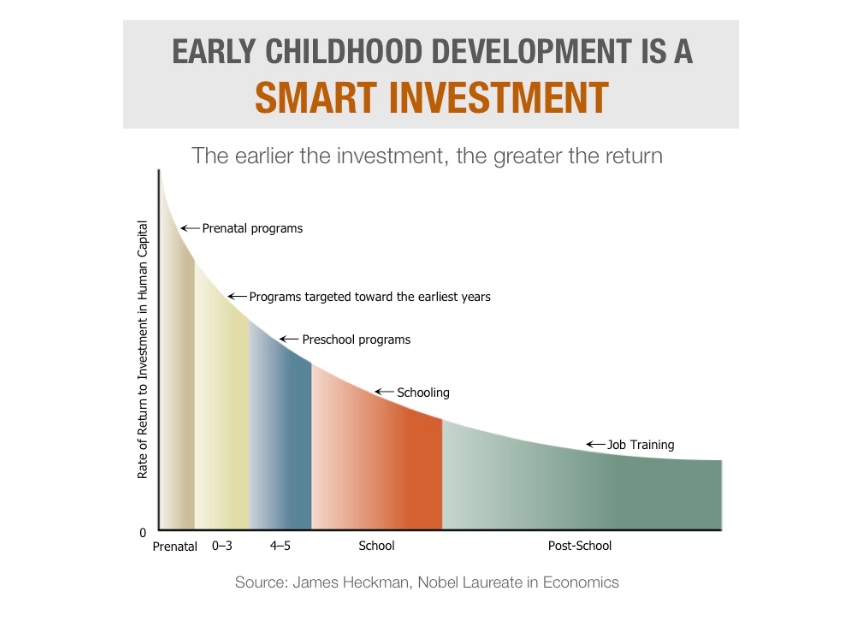 EARLY CHILDHOOD DEVELOPMENT IS A
SMART INVESTMENT
The earlier the investment, the greater the return
Rate of Return to Investment in Human Capital
Prenatal programs
Programs targeted toward the earliest years
Preschool programs
Schooling
Job Training
0
Prenatal 0–3 4–5 School Post-School
Source: James Heckman, Nobel Laureate in Economics